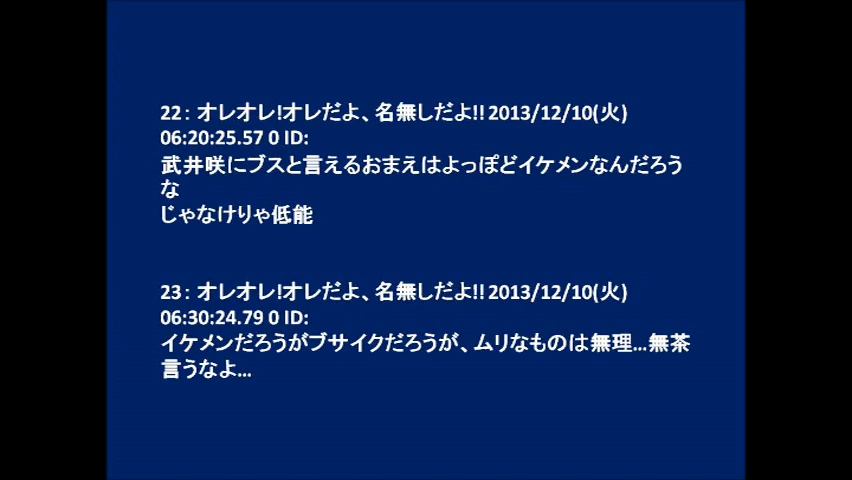 22： オレオレ!オレだよ、名無しだよ!! 2013/12/10(火)
06:20:25.57 0 ID:
武井咲にブスと言えるおまえはよっぽどイケメンなんだろう
な
じゃなけりゃ低能
23： オレオレ!オレだよ、名無しだよ!! 2013/12/10(火)
06:30:24.79 0 ID:
イケメンだろうがブサイクだろうが、ムリなものは無理...無茶
言うなよ...